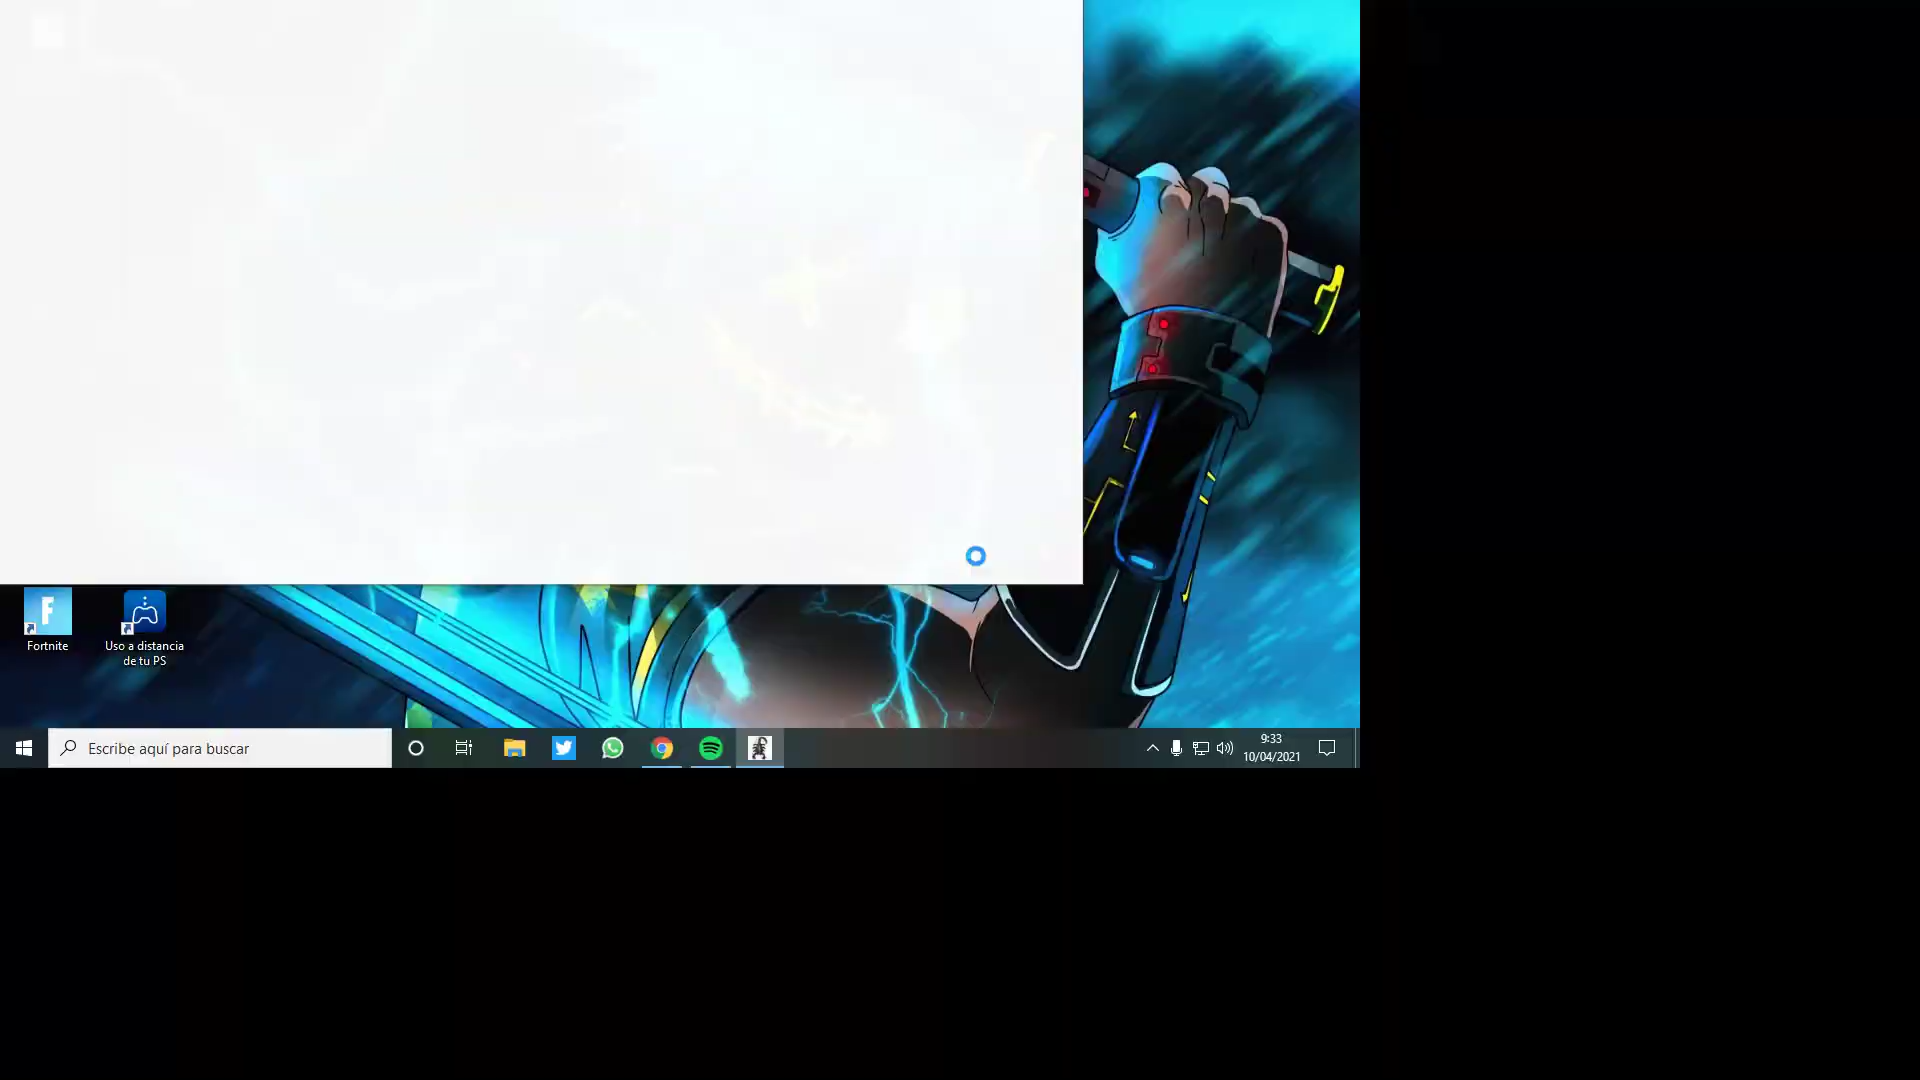 Fortnite
Uso a distancia
de tu PS
Escribe aquí para buscar
9:33
10/04/2021